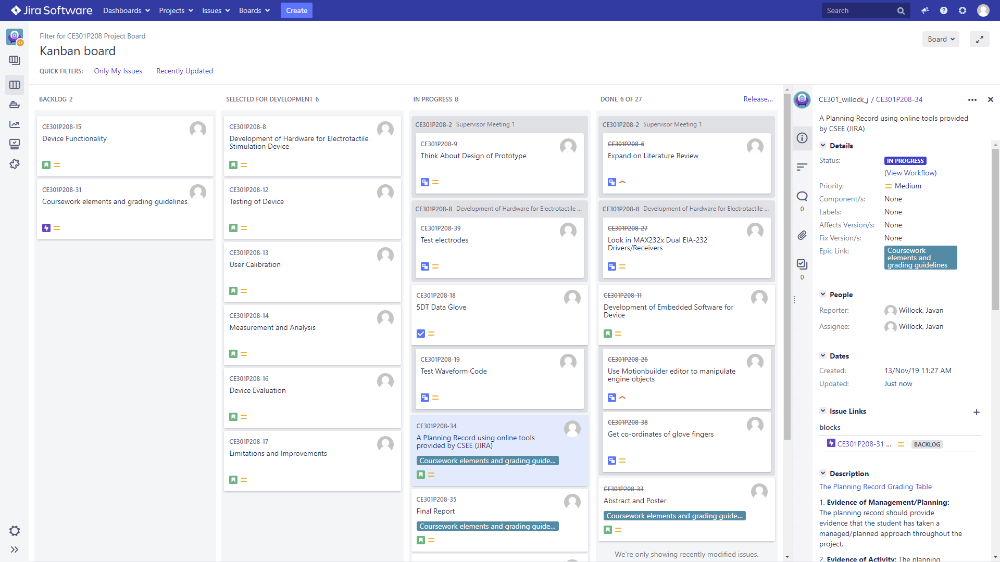 Jira Software
Dashboards Projects Issues Boards Create Search
Filter for CE301P208 Project Board
Kanban board
Board
QUICK FILTERS: Only My Issues Recently Updated
BACKLOG 2
CE301P208-15
Device Functionality
CE301P208-31
Coursework elements and grading guidelines
SELECTED FOR DEVELOPMENT 6
CE301P208-8
Development of Hardware for Electrotactile
Stimulation Device
CE301P208-12
Testing of Device
CE301P208-13
User Calibration
CE301P208-14
Measurement and Analysis
CE301P208-16
Device Evaluation
CE301P208-17
Limitations and Improvements
IN PROGRESS 8
CE301P208-2 Supervisor Meeting 1
CE301P208-9
Think About Design of Prototype
CE301P208-8 Development of Hardware for Electrotactile ...
CE301P208-39
Test electrodes
CE301P208-18
5DT Data Glove
CE301P208-19
Test Waveform Code
CE301P208-34
A Planning Record using online tools
provided by CSEE (JIRA)
Coursework elements and grading guide...
CE301P208-35
Final Report
Coursework elements and grading guide...
DONE 6 OF 27 Release...
CE301P208-2 Supervisor Meeting 1
CE301P208-6
Expand on Literature Review
CE301P208-8 Development of Hardware for Electrotactile ...
CE301P208-27
Look in MAX232x Dual EIA-232
Drivers/Receivers
CE301P208-11
Development of Embedded Software for
Device
CE301P208-26
Use Motionbuilder editor to manipulate
engine objects
CE301P208-38
Get co-ordinates of glove fingers
CE301P208-33
Abstract and Poster
Coursework elements and grading guide...
We're only showing recently modified issues.
0
0
CE301_willock_j / CE301P208-34
A Planning Record using online tools provided
by CSEE (JIRA)
Details
Status: IN PROGRESS
(View Workflow)
Priority: Medium
Component/s: None
Labels: None
Affects Version/s: None
Fix Version/s: None
Epic Link: Coursework
elements and
grading guidelines
People
Reporter: Willock, Javan
Assignee: Willock, Javan
Dates
Created: 13/Nov/19 11:27 AM
Updated: Just now
Issue Links
blocks
CE301P208-31 ... BACKLOG
Description
The Planning Record Grading Table
1. Evidence of Management/Planning:
The planning record should provide
evidence that the student has taken a
managed/planned approach throughout the
project.
2. Evidence of Activity: The planning